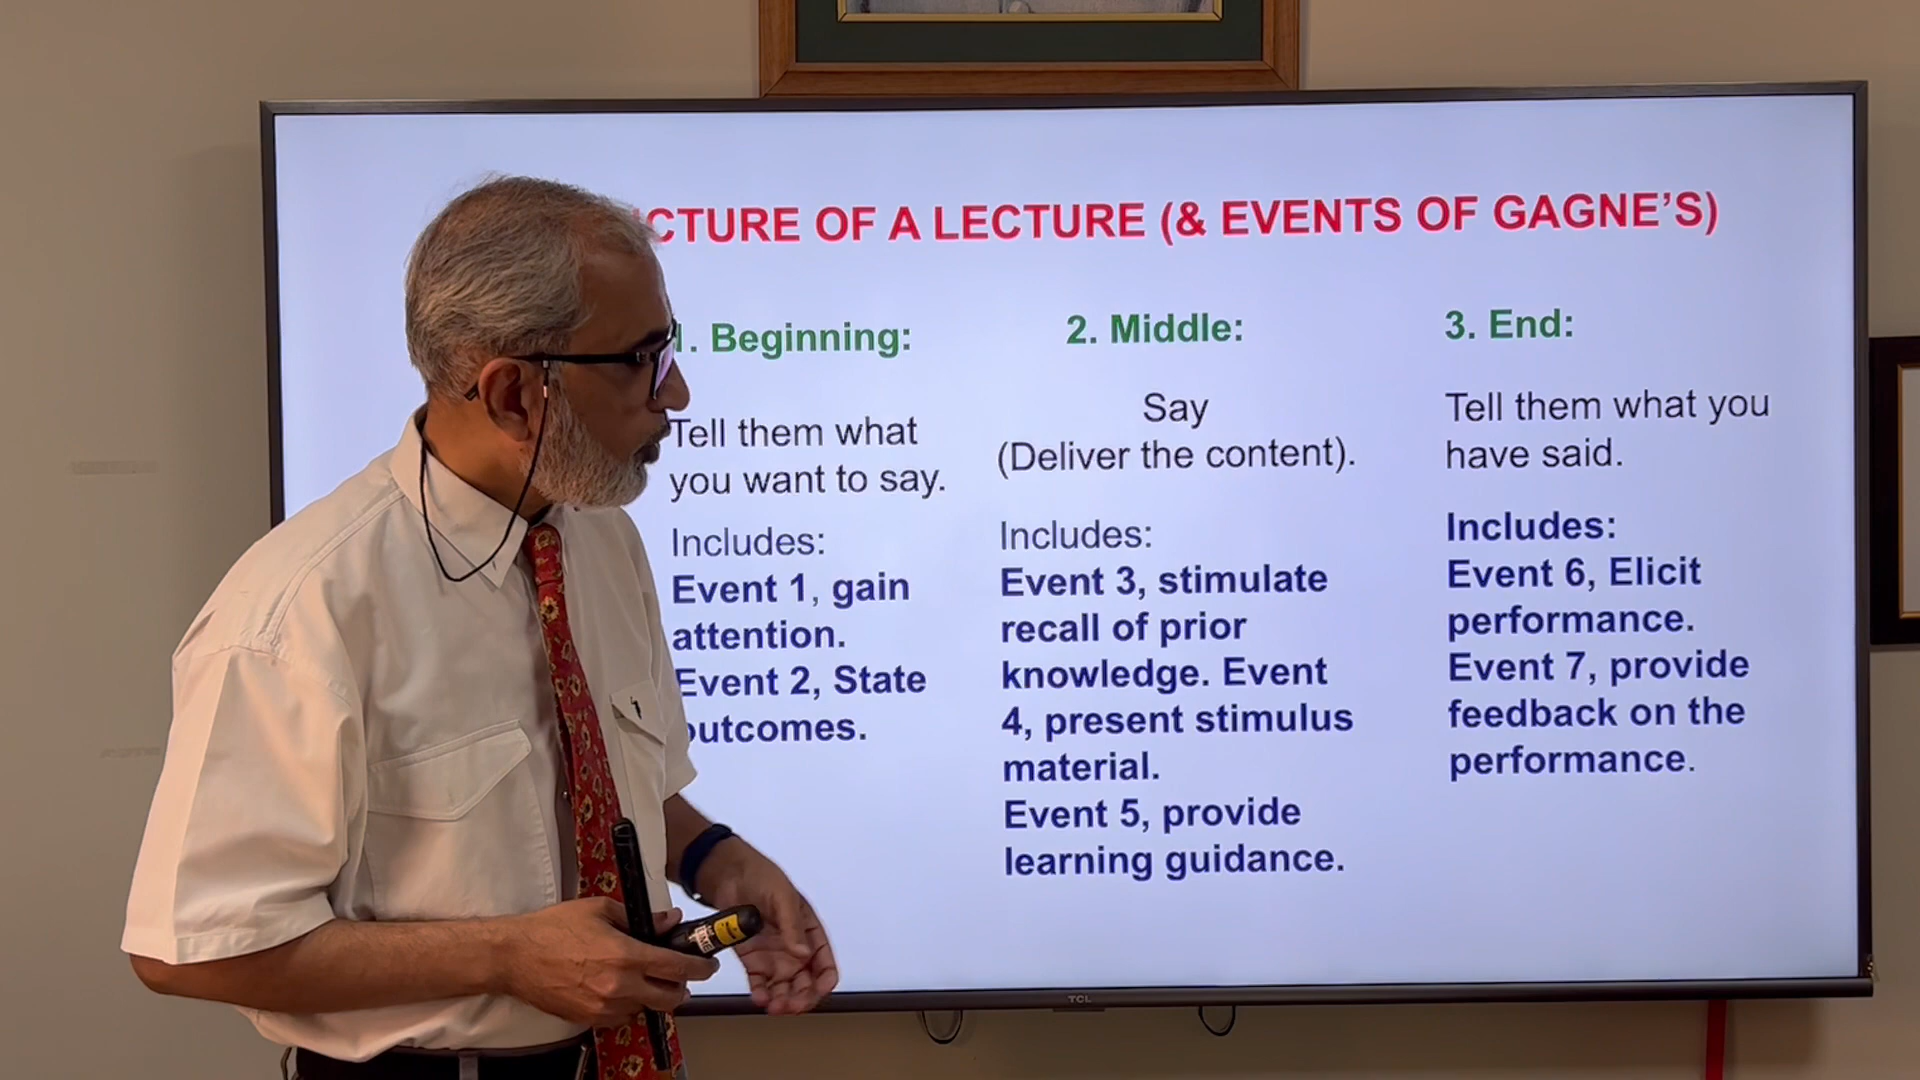 CTURE OF A LECTURE (& EVENTS OF GAGNE'S)
1. Beginning:
Tell them what
you want to say.
Includes:
Event 1, gain
attention.
Event 2, State
outcomes.
2. Middle:
Say
(Deliver the content).
Includes:
Event 3, stimulate
recall of prior
knowledge. Event
4, present stimulus
material.
Event 5, provide
learning guidance.
3. End:
Tell them what you
have said.
Includes:
Event 6, Elicit
performance.
Event 7, provide
feedback on the
performance.
TCL